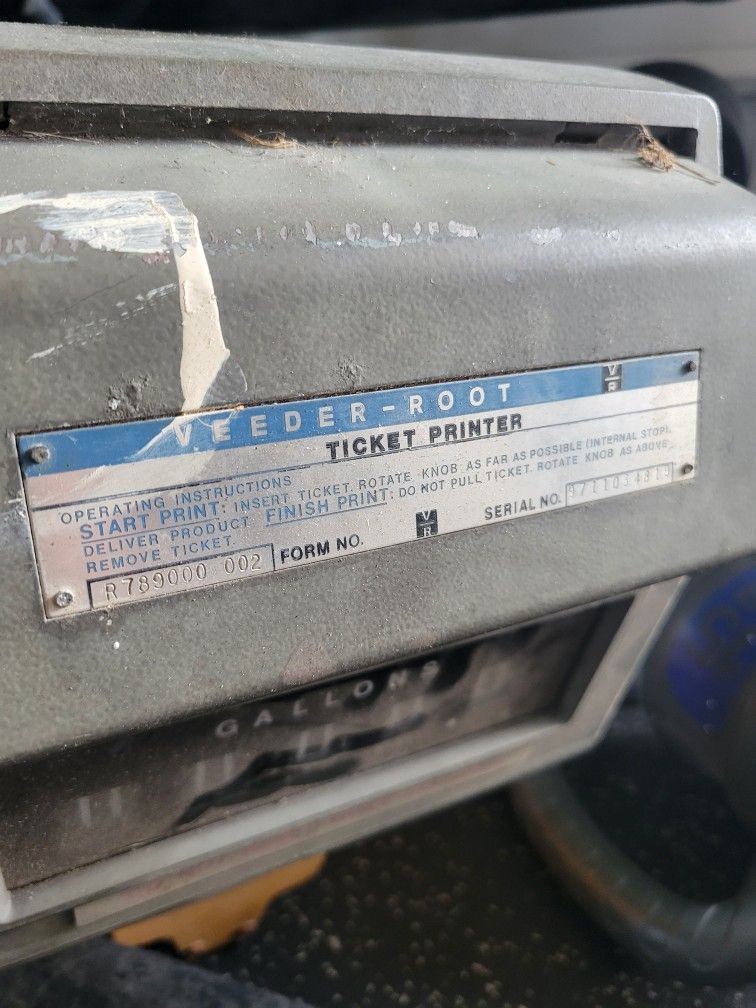 VEEDER-ROOT
V
R
TICKET PRINTER
OPERATING INSTRUCTIONS
START PRINT: INSERT TICKET. ROTATE KNOB AS FAR AS POSSIBLE (INTERNAL STOP).
DELIVER PRODUCT. FINISH PRINT: DO NOT PULL TICKET. ROTATE KNOB AS ABOVE.
REMOVE TICKET.
R789000 002 FORM NO.
V
R
SERIAL NO.
GALLONS